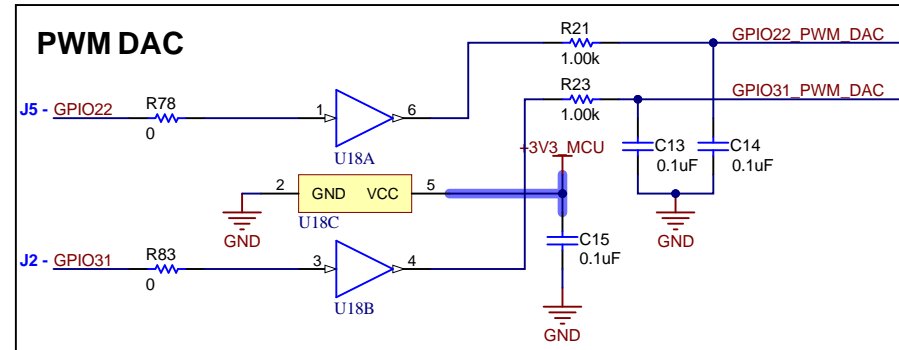 PWM DAC
R21
GPIO22_PWM_DAC
1.00k
R23
GPIO31_PWM_DAC
1.00k
J5 - GPIO22
R78
0
1
6
U18A
+3V3_MCU
C13
0.1uF
C14
0.1uF
2
GND
VCC
5
U18C
GND
GND
C15
0.1uF
J2 - GPIO31
R83
0
3
4
U18B
GND